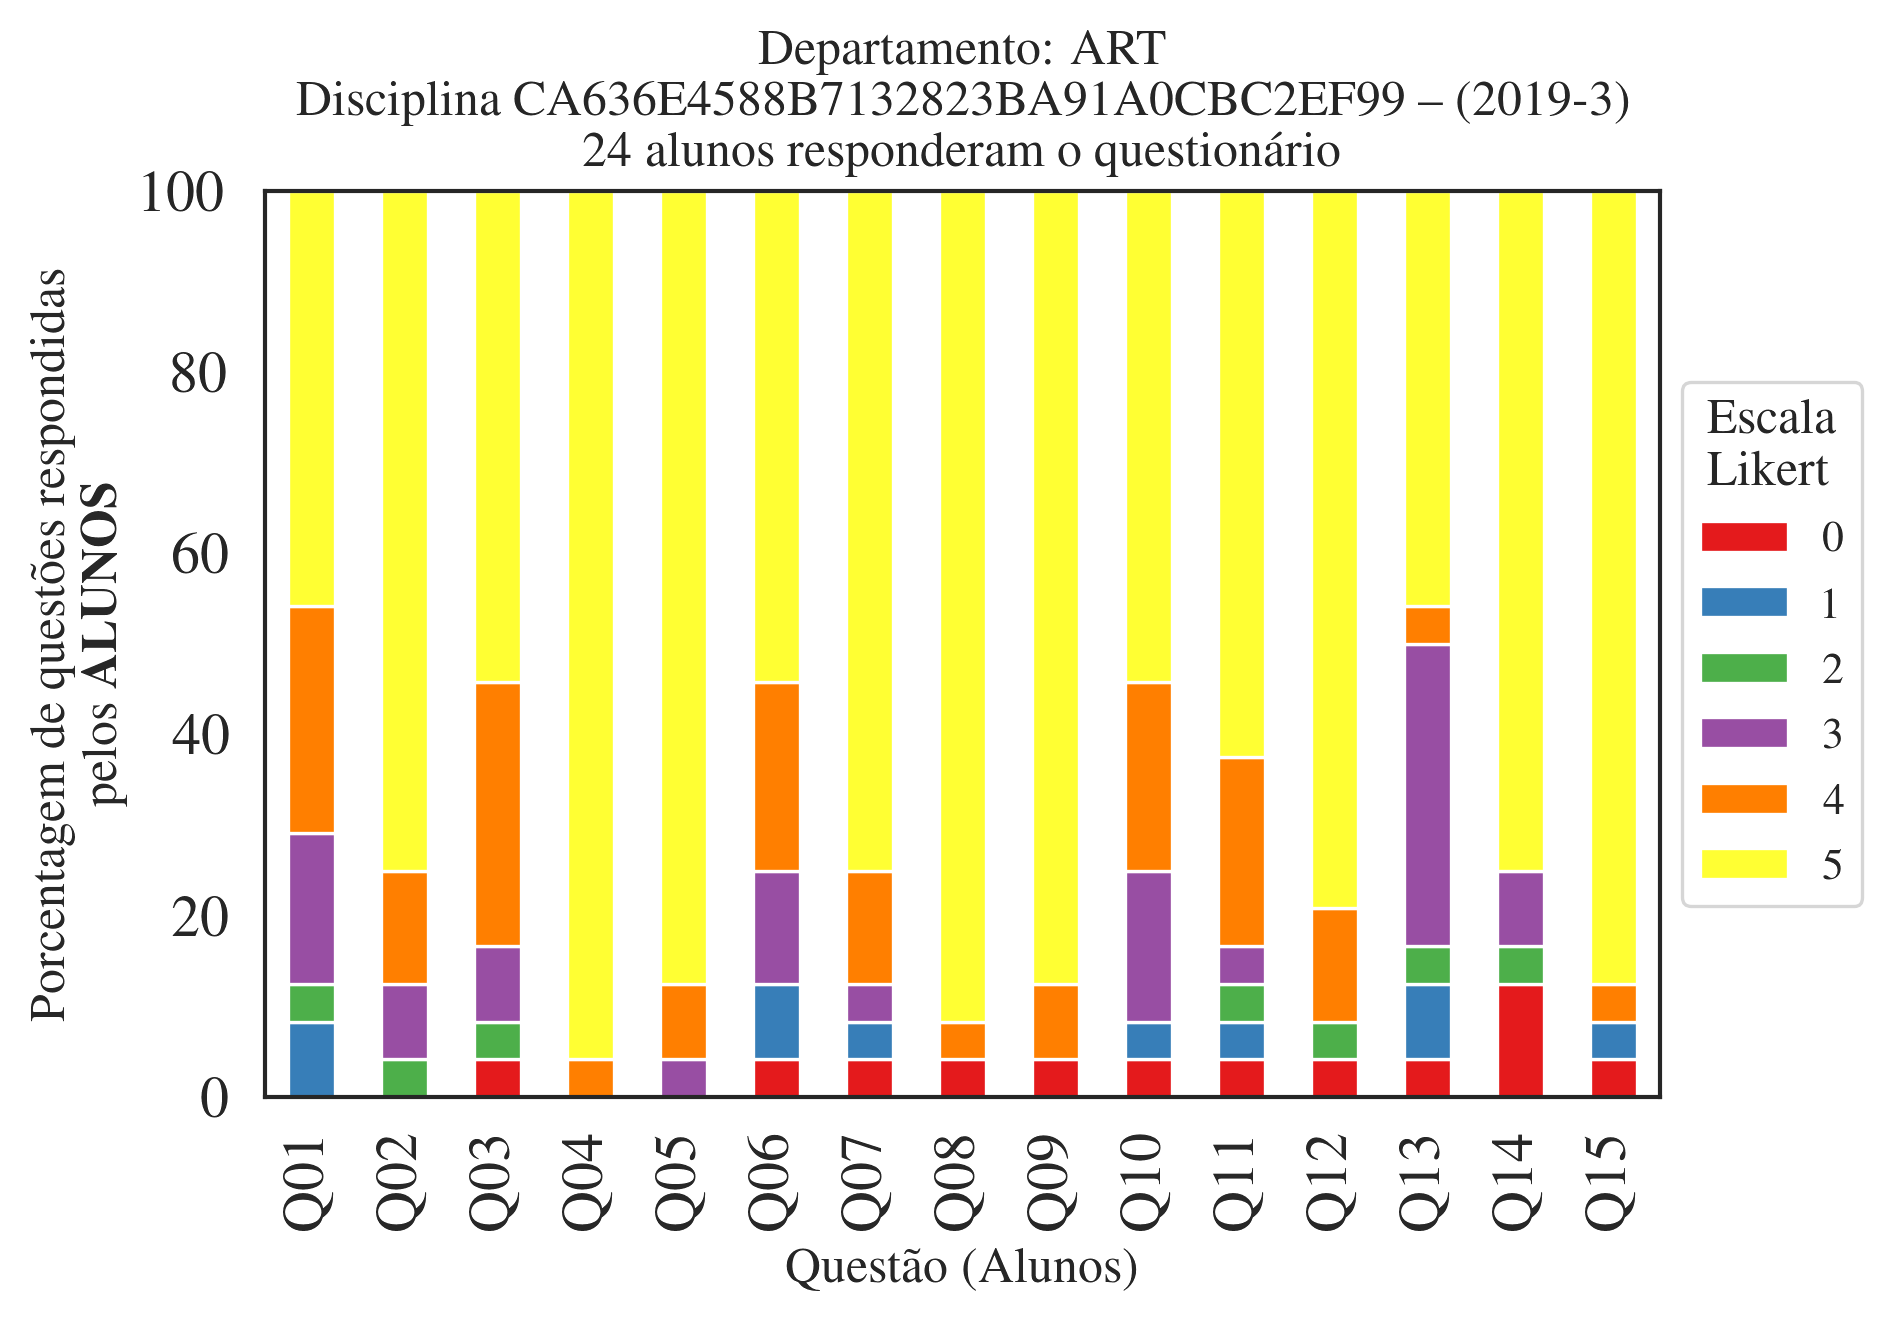 Departamento: ART
Disciplina CA636E4588B7132823BA91A0CBC2EF99 – (2019-3)
24 alunos responderam o questionário
Porcentagem de questões respondidas
pelos ALUNOS
100
80
60
40
20
0
Q01
Q02
Q03
Q04
Q05
Q06
Q07
Q08
Q09
Q10
Q11
Q12
Q13
Q14
Q15
Questão (Alunos)
Escala
Likert
0
1
2
3
4
5